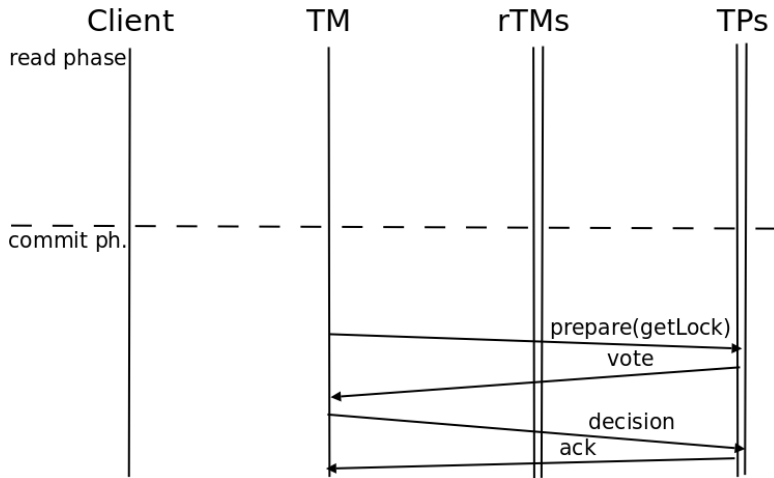 Client TM rTMs TPs
read phase
commit ph.
prepare(getLock)
vote
decision
ack